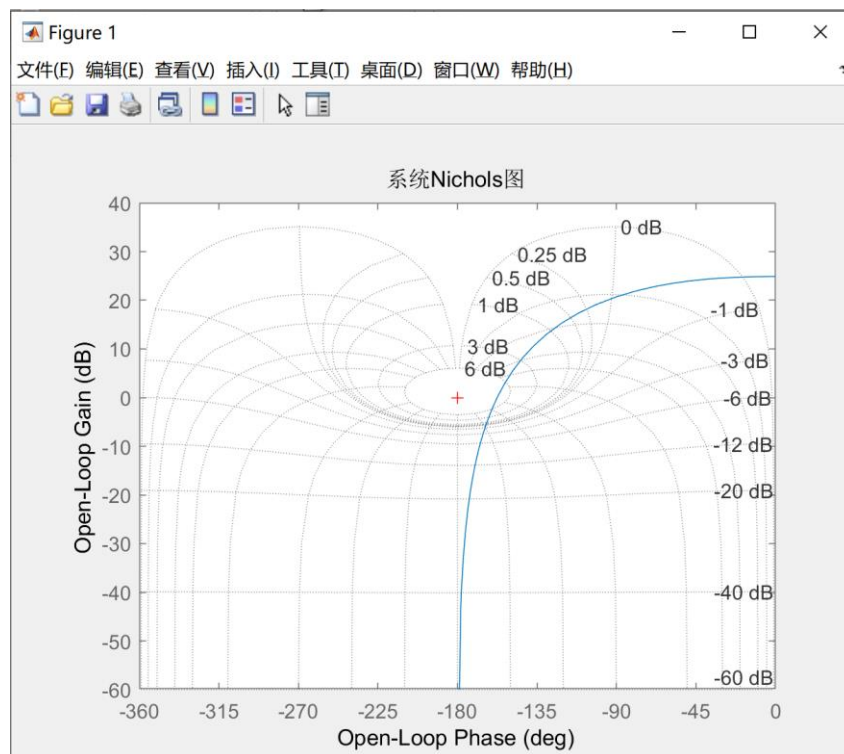 Figure 1
文件(F) 编辑(E) 查看(V) 插入(I) 工具(T) 桌面(D) 窗口(W) 帮助(H)
系统Nichols图
40
30
20
10
0
-10
-20
-30
-40
-50
-60
Open-Loop Gain (dB)
0 dB
0.25 dB
0.5 dB
1 dB
3 dB
6 dB
-1 dB
-3 dB
-6 dB
-12 dB
-20 dB
-40 dB
-60 dB
-360 -315 -270 -225 -180 -135 -90 -45 0
Open-Loop Phase (deg)